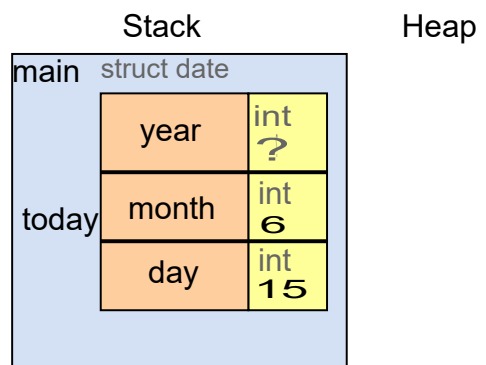 Stack Heap
main struct date
year int
?
today month int
6
day int
15